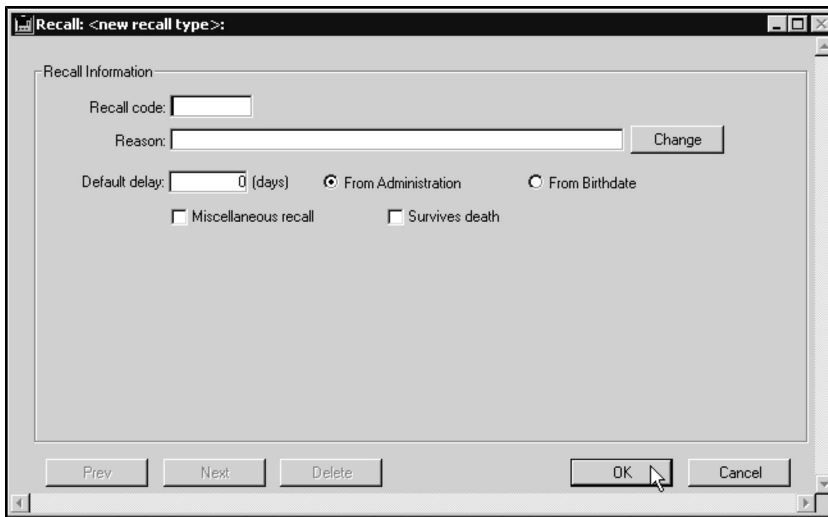 Recall: <new recall type>:
Recall Information
Recall code:
Reason: Change
Default delay: 0 (days) From Administration From Birthdate
Miscellaneous recall Survives death
Prev Next Delete OK Cancel